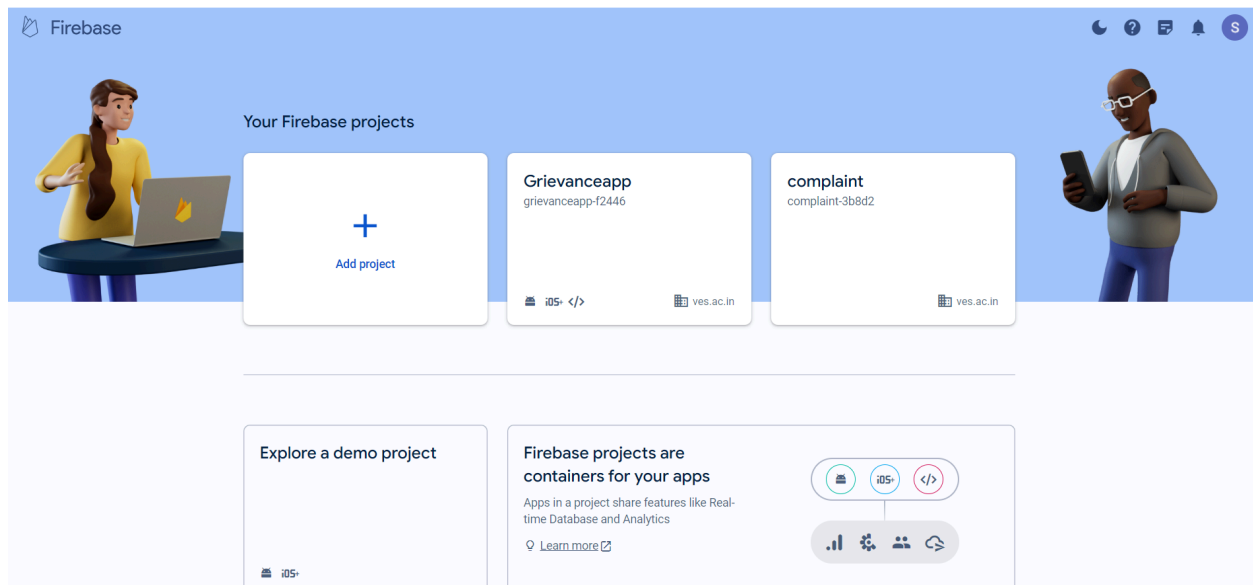 Firebase
S
Your Firebase projects
Add project
Grievanceapp
grievanceapp-f2446
iOS+ </>
ves.ac.in
complaint
complaint-3b8d2
ves.ac.in
Explore a demo project
iOS+
Firebase projects are
containers for your apps
Apps in a project share features like Real-
time Database and Analytics
Learn more
iOS+ </>